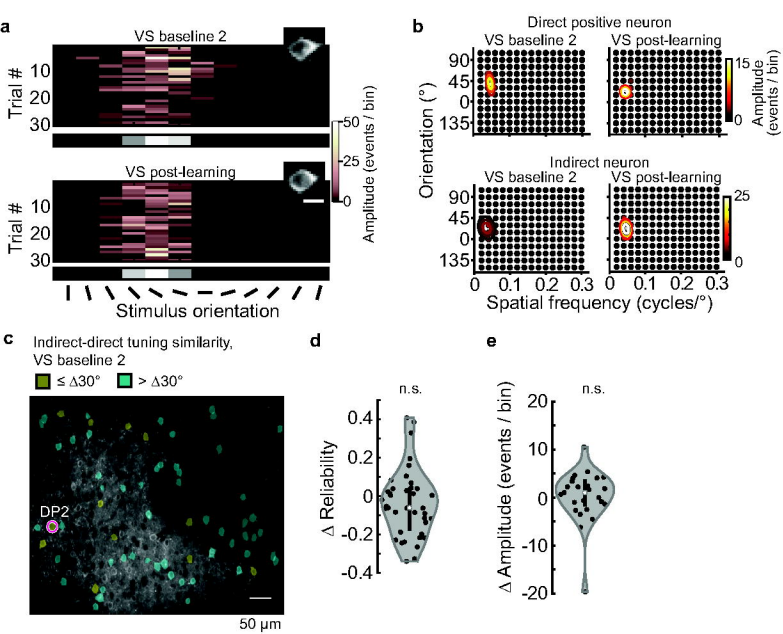 a
VS baseline 2
Trial #
10
20
30
VS post-learning
Trial #
10
20
30
50
25
0
Amplitude (events / bin)
Stimulus orientation
b
Direct positive neuron
VS baseline 2
VS post-learning
90
45
0
135
15
0
Amplitude
(events / bin)
Indirect neuron
VS baseline 2
VS post-learning
Orientation (°)
90
45
0
135
25
0
0 0.1 0.2 0.3 0 0.1 0.2 0.3
Spatial frequency (cycles/°)
c
Indirect-direct tuning similarity,
VS baseline 2
≤ Δ30° > Δ30°
DP2
50 µm
d
n.s.
Δ Reliability
0.4
0.2
0
-0.2
-0.4
e
n.s.
Δ Amplitude (events / bin)
20
10
0
-10
-20